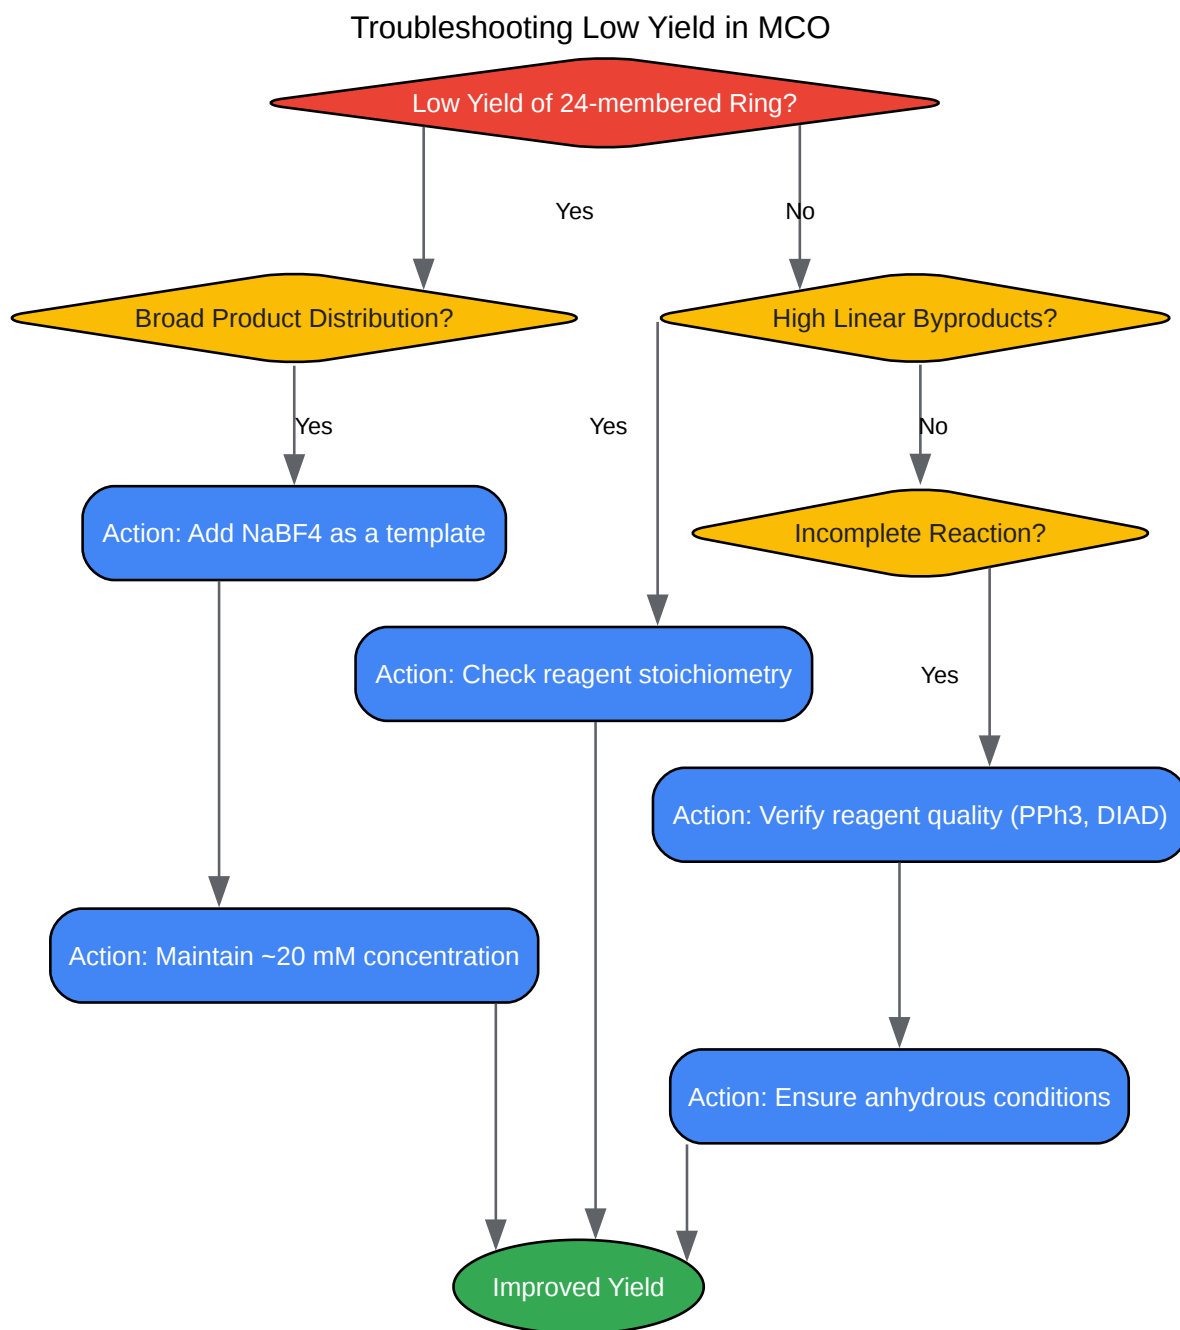 Troubleshooting Low Yield in MCO
Low Yield of 24-membered Ring?
Yes
No
Broad Product Distribution?
High Linear Byproducts?
Yes
Yes
No
Action: Add NaBF4 as a template
Incomplete Reaction?
Action: Check reagent stoichiometry
Yes
Action: Verify reagent quality (PPh3, DIAD)
Action: Maintain ~20 mM concentration
Action: Ensure anhydrous conditions
Improved Yield